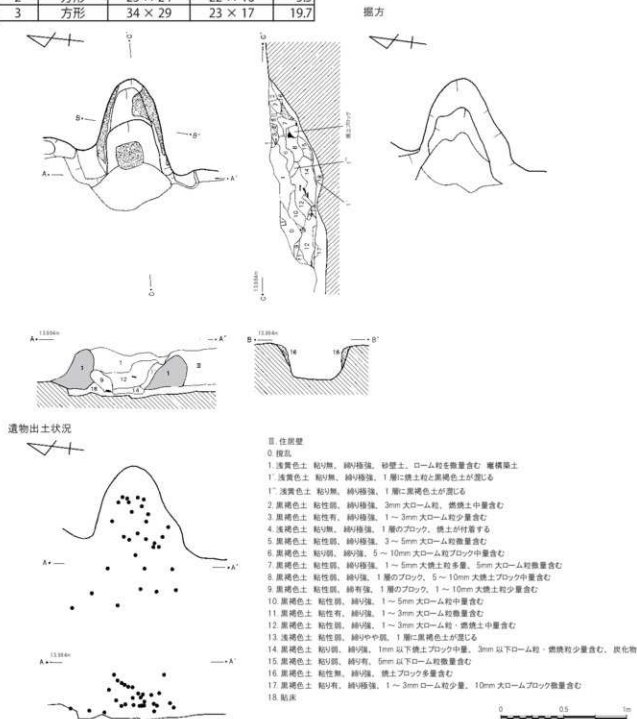 3 方形 34 × 29 23 × 17 19.7
掘方
C'
B
B'
A
A'
C
焼土ブロック
1''
1'
13.884m
C
13.884m
A
A'
13.884m
B
B'
遺物出土状況
A
A'
13.884m
A
A'
Ⅲ. 住居壁
0. 撹乱
1. 浅黄色土 粘り無、 締り極強、 砂壁土、 ローム粒を微量含む 竈構築土
1'. 浅黄色土 粘り無、 締り極強、 1 層に焼土粒と黒褐色土が混じる
1''. 浅黄色土 粘り無、 締り極強、 1 層に黒褐色土が混じる
2. 黒褐色土 粘性弱、 締り極強、 3mm 大ローム粒、 燃焼土中量含む
3. 黒褐色土 粘性有、 締り極強、 1 ～ 3mm 大ローム粒少量含む
4. 浅褐色土 粘り無、 締り極強、 1 層のブロック、 焼土が付着する
5. 黒褐色土 粘性弱、 締り極強、 3 ～ 5mm 大ローム粒微量含む
6. 黒褐色土 粘り弱、 締り強、 5 ～ 10mm 大ローム粒ブロック中量含む
7. 黒褐色土 粘性弱、 締り極強、 1 ～ 5mm 大焼土粒多量、 5mm 大ローム粒微量含む
8. 黒褐色土 粘性弱、 締り強、 1 層のブロック、 5 ～ 10mm 大焼土ブロック中量含む
9. 黒褐色土 粘性弱、 締有強、 1 層のブロック、 1 ～ 10mm 大焼土粒少量含む
10. 黒褐色土 粘性弱、 締り強、 1 ～ 5mm 大ローム粒中量含む
11. 黒褐色土 粘性有、 締り強、 1 ～ 3mm 大ローム粒微量含む
12. 黒褐色土 粘性弱、 締り強、 1 ～ 3mm 大ローム粒・燃焼土中量含む
13. 浅褐色土 粘性弱、 締りやや弱、 1 層に黒褐色土が混じる
14. 黒褐色土 粘り弱、 締り強、 1mm 以下焼土ブロック中量、 3mm 以下ローム粒・燃焼粒少量含む、 炭化物
15. 黒褐色土 粘り弱、 締り有、 5mm 以下ローム粒微量含む
16. 黒褐色土 粘性無、 締り強、 焼土ブロック多量含む
17. 黒褐色土 粘り有、 締り極強、 1 ～ 3mm ローム粒少量、 10mm 大ロームブロック微量含む
18. 貼床
0 0.5 1m